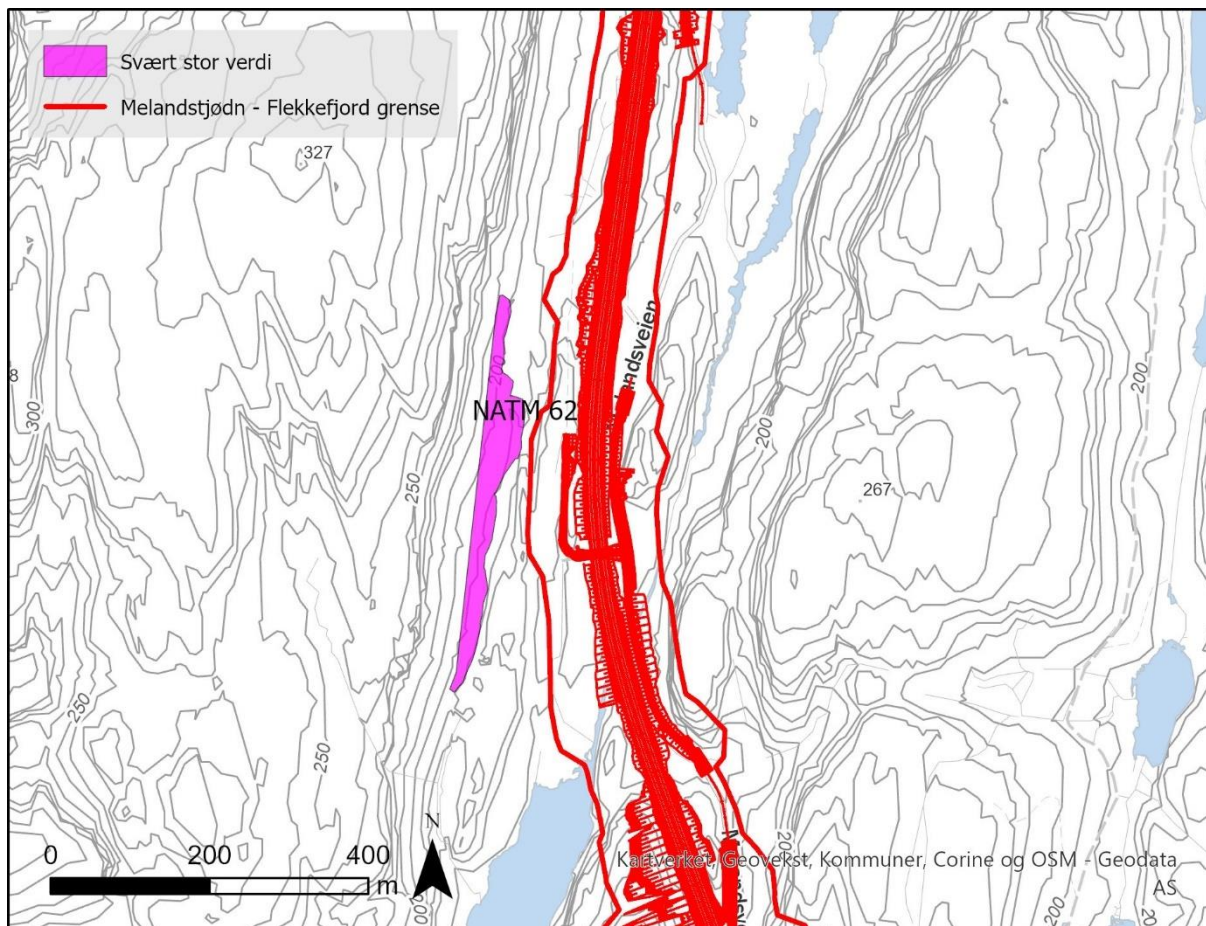 Svært stor verdi
Melandstjødn - Flekkefjord grense
327
200
300
NATM 62
250
200
200
267
250
250
N
0 200 400
m
Kartverket, Geovekst, Kommuner, Corine og OSM - Geodata
AS
200